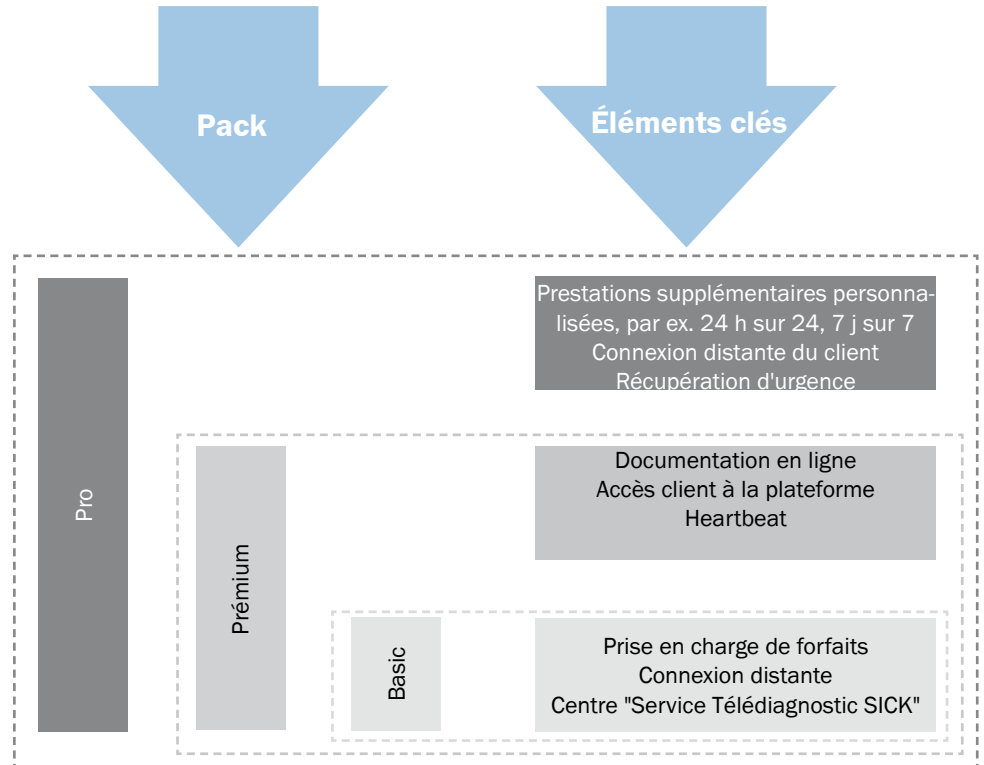 Pack
Éléments clés
Prestations supplémentaires personna-
lisées, par ex. 24 h sur 24, 7 j sur 7
Connexion distante du client
Récupération d'urgence
Pro
Documentation en ligne
Accès client à la plateforme
Heartbeat
Prémium
Prise en charge de forfaits
Connexion distante
Centre "Service Télédiagnostic SICK"
Basic